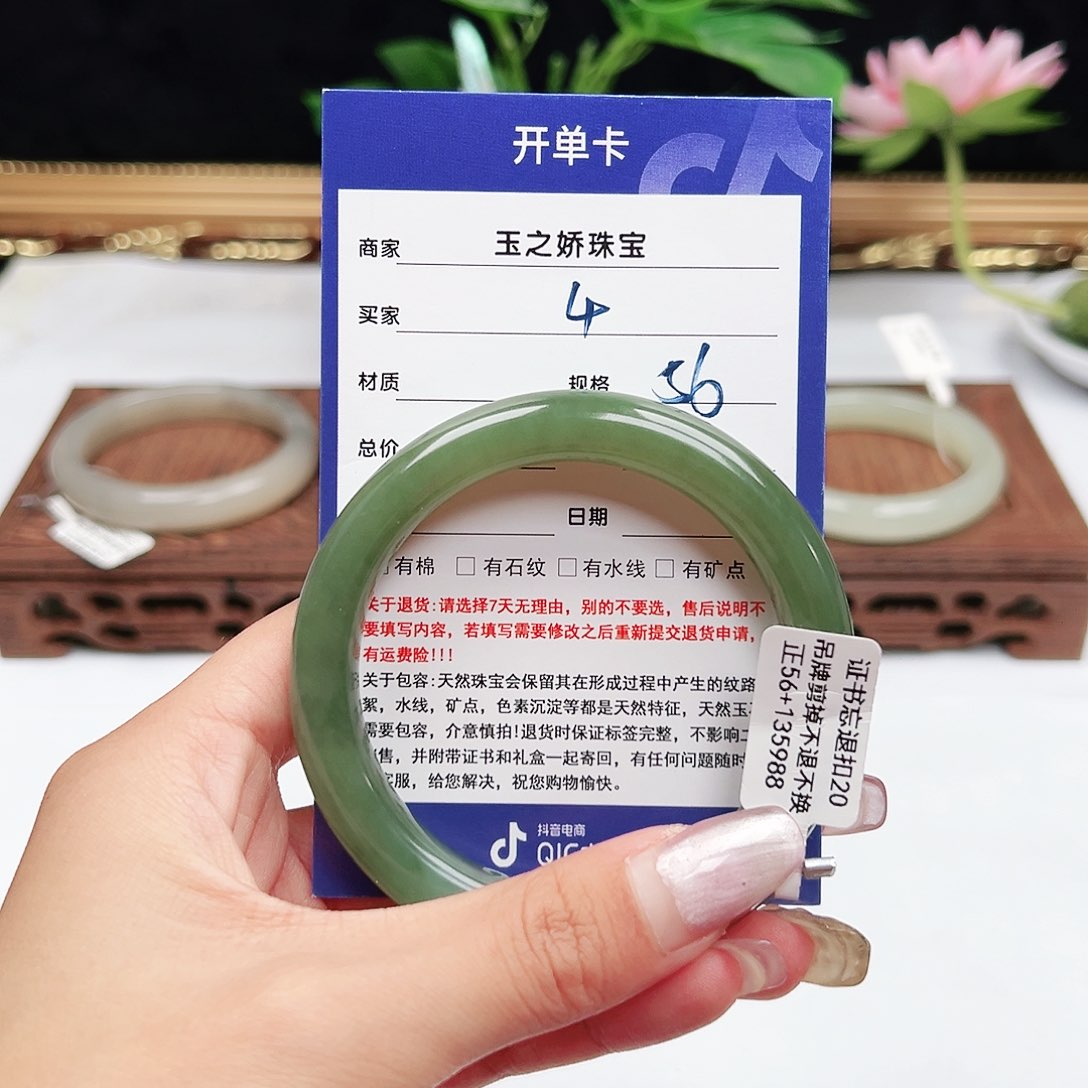 开单卡
商家 玉之娇珠宝
买家 4
材质 规格 56
总价
日期
有棉 □ 有石纹 □ 有水线 □ 有矿点
关于退货:请选择7天无理由，别的不要选，售后说明不
要填写内容，若填写需要修改之后重新提交退货申请，
有运费险!!!
关于包容:天然珠宝会保留其在形成过程中产生的纹路
絮，水线，矿点，色素沉淀等都是天然特征，天然玉
需要包容，介意慎拍!退货时保证标签完整，不影响二
售，并附带证书和礼盒一起寄回，有任何问题随时
客服，给您解决，祝您购物愉快。
抖音电商
QIC
证书忘退扣20
吊牌剪掉不退不换
正56+135988